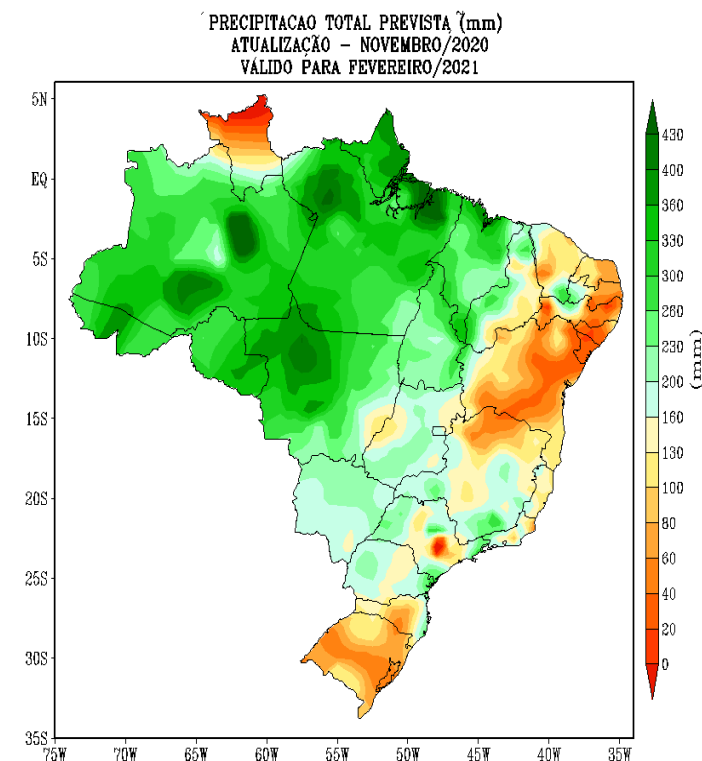 PRECIPITACAO TOTAL PREVISTA (mm)
ATUALIZAÇÃO - NOVEMBRO/2020
VÁLIDO PARA FEVEREIRO/2021
5N
EQ
5S
10S
15S
20S
25S
30S
35S
75W 70W 65W 60W 55W 50W 45W 40W 35W
430
400
360
330
300
260
230
200
160
130
100
80
60
40
20
0
(mm)